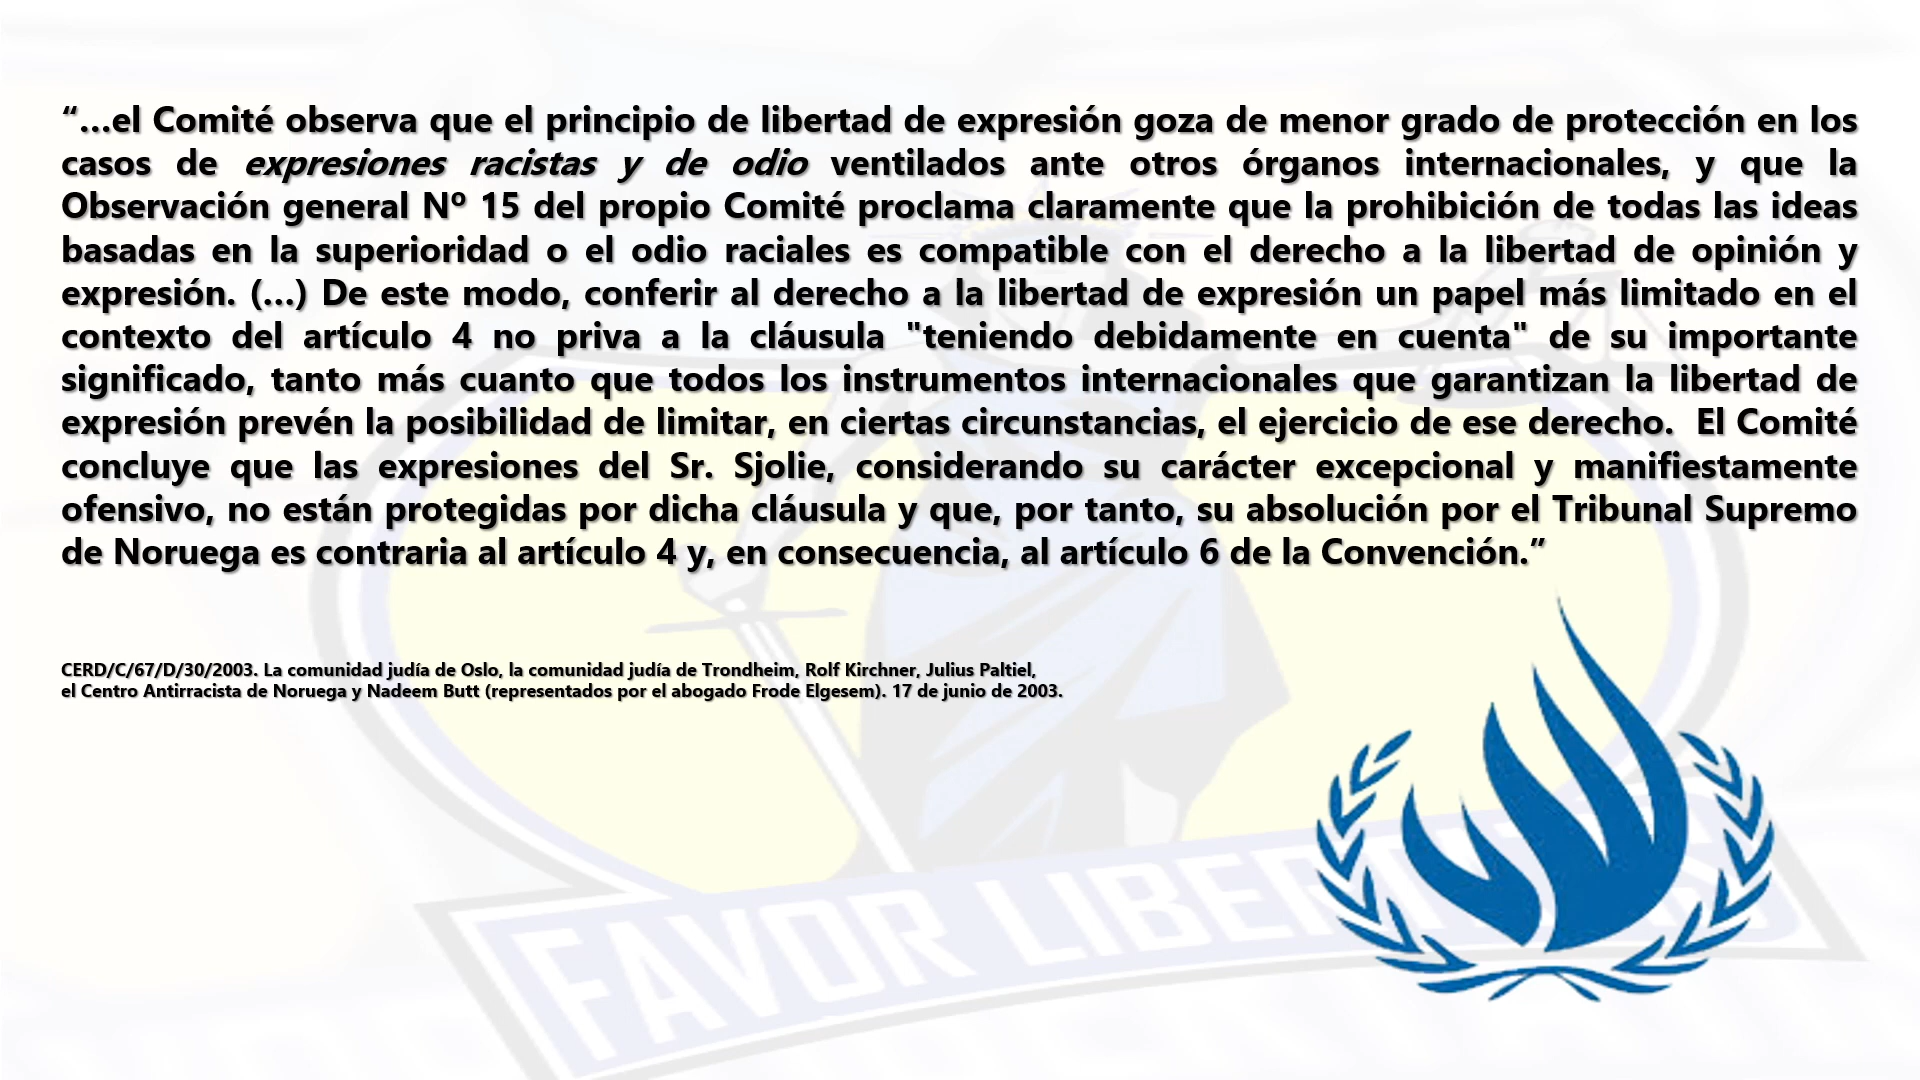 “…el Comité observa que el principio de libertad de expresión goza de menor grado de protección en los
casos de expresiones racistas y de odio ventilados ante otros órganos internacionales, y que la
Observación general Nº 15 del propio Comité proclama claramente que la prohibición de todas las ideas
basadas en la superioridad o el odio raciales es compatible con el derecho a la libertad de opinión y
expresión. (…) De este modo, conferir al derecho a la libertad de expresión un papel más limitado en el
contexto del artículo 4 no priva a la cláusula "teniendo debidamente en cuenta" de su importante
significado, tanto más cuanto que todos los instrumentos internacionales que garantizan la libertad de
expresión prevén la posibilidad de limitar, en ciertas circunstancias, el ejercicio de ese derecho.  El Comité
concluye que las expresiones del Sr. Sjolie, considerando su carácter excepcional y manifiestamente
ofensivo, no están protegidas por dicha cláusula y que, por tanto, su absolución por el Tribunal Supremo
de Noruega es contraria al artículo 4 y, en consecuencia, al artículo 6 de la Convención.”
CERD/C/67/D/30/2003. La comunidad judía de Oslo, la comunidad judía de Trondheim, Rolf Kirchner, Julius Paltiel,
el Centro Antirracista de Noruega y Nadeem Butt (representados por el abogado Frode Elgesem). 17 de junio de 2003.
FAVOR